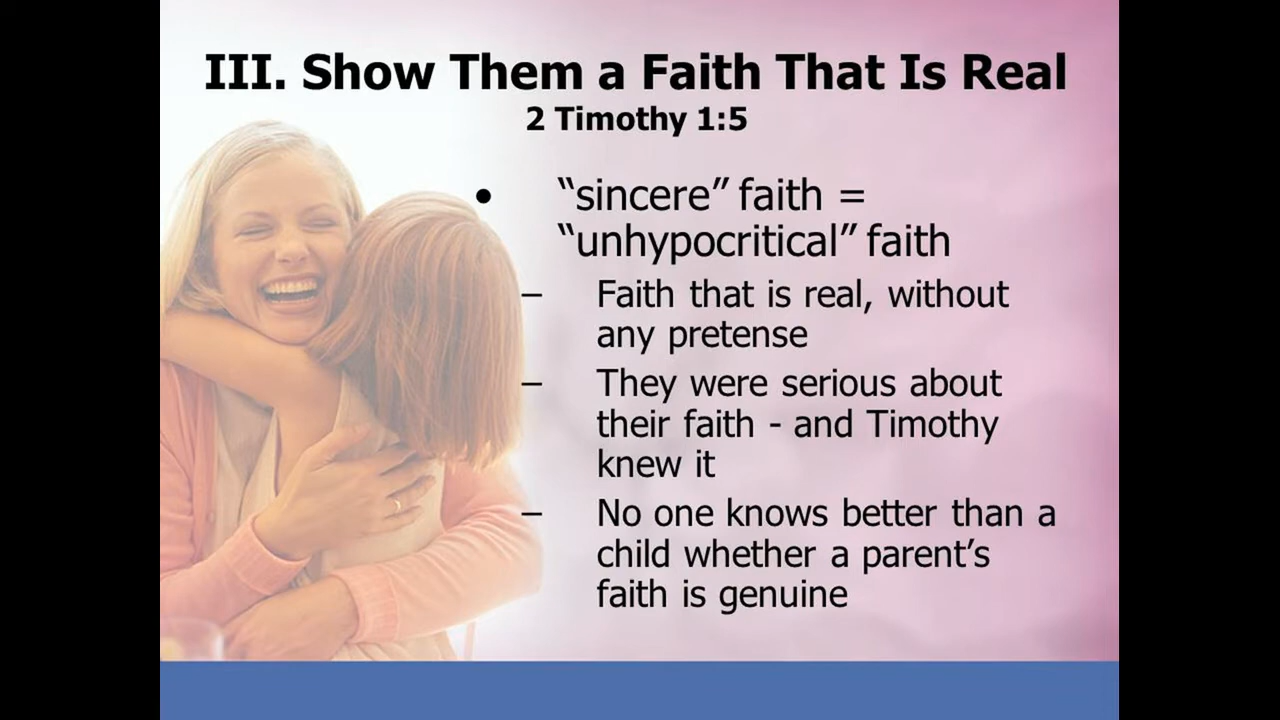 III. Show Them a Faith That Is Real
2 Timothy 1:5
• “sincere” faith =
“unhypocritical” faith
– Faith that is real, without
any pretense
– They were serious about
their faith - and Timothy
knew it
– No one knows better than a
child whether a parent’s
faith is genuine